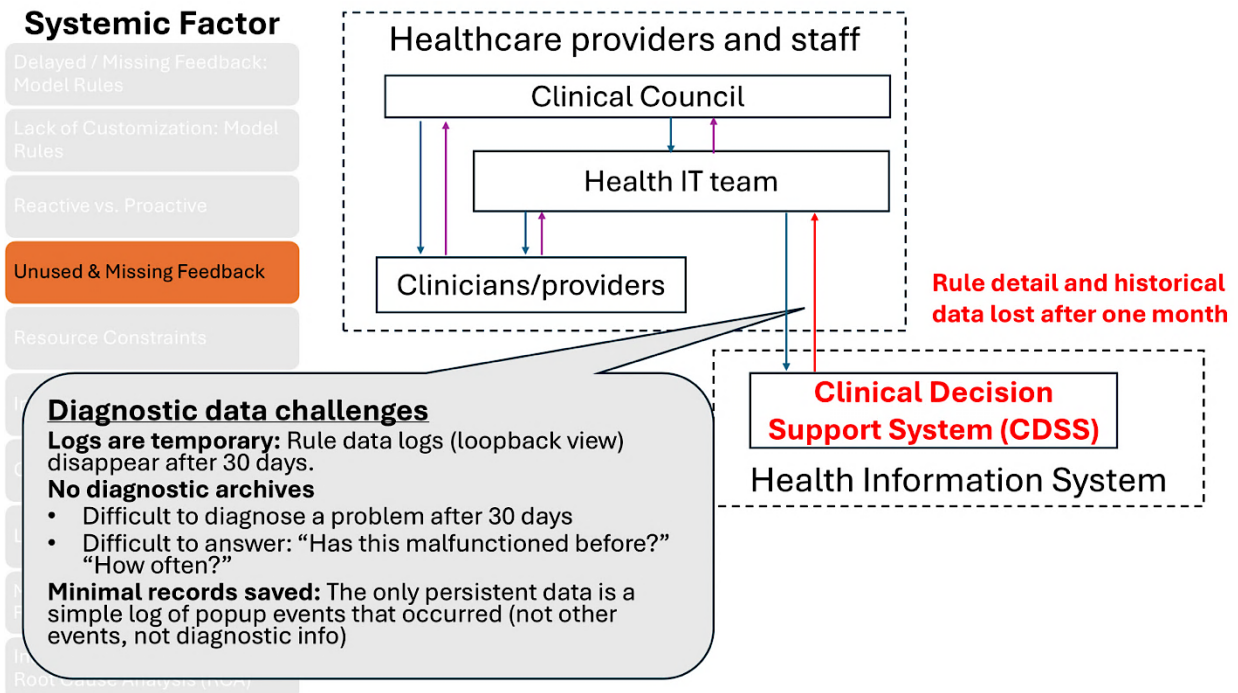 Systemic Factor
Delayed / Missing Feedback:
Model Rules
Lack of Customization: Model
Rules
Reactive vs. Proactive
Unused & Missing Feedback
Resource Constraints
Healthcare providers and staff
Clinical Council
Health IT team
Clinicians/providers
Rule detail and historical
data lost after one month
Clinical Decision
Support System (CDSS)
Health Information System
Diagnostic data challenges
Logs are temporary: Rule data logs (loopback view)
disappear after 30 days.
No diagnostic archives
• Difficult to diagnose a problem after 30 days
• Difficult to answer: “Has this malfunctioned before?”
“How often?”
Minimal records saved: The only persistent data is a
simple log of popup events that occurred (not other
events, not diagnostic info)
Root Cause Analysis (RCA)